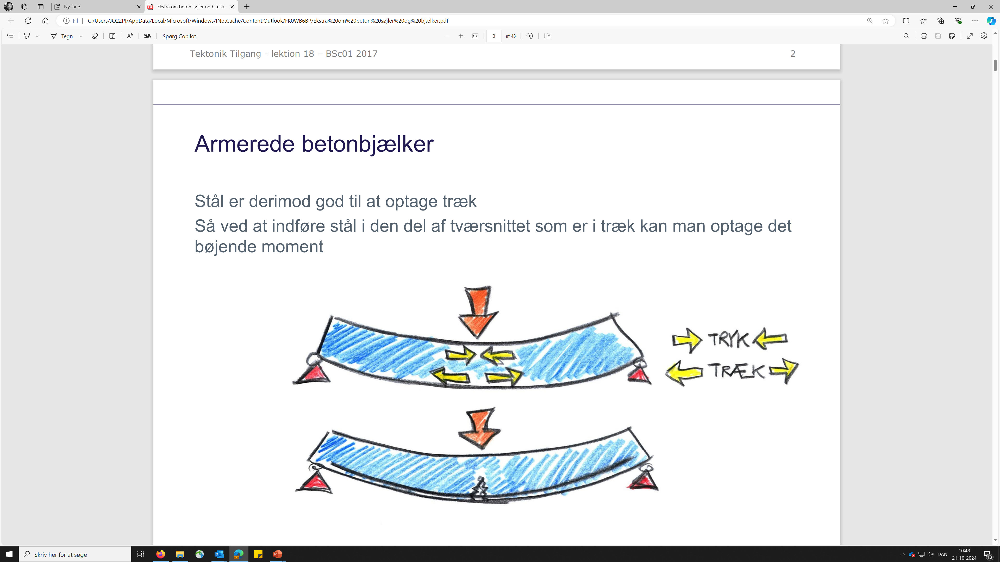 Ny fane
Ekstra om beton søjler og bjælker
Fil
C:/Users/JQ22PI/AppData/Local/Microsoft/Windows/INetCache/Content.Outlook/FK0WB6BP/Ekstra%20om%20beton%20søjler%20og%20bjælker.pdf
Tegn
Spørg Copilot
3
af 43
Tektonik Tilgang - lektion 18 – BSc01 2017
2
Armerede betonbjælker
Stål er derimod god til at optage træk
Så ved at indføre stål i den del af tværsnittet som er i træk kan man optage det
bøjende moment
TRYK
TRÆK
Skriv her for at søge
DAN
10:48
21-10-2024
13